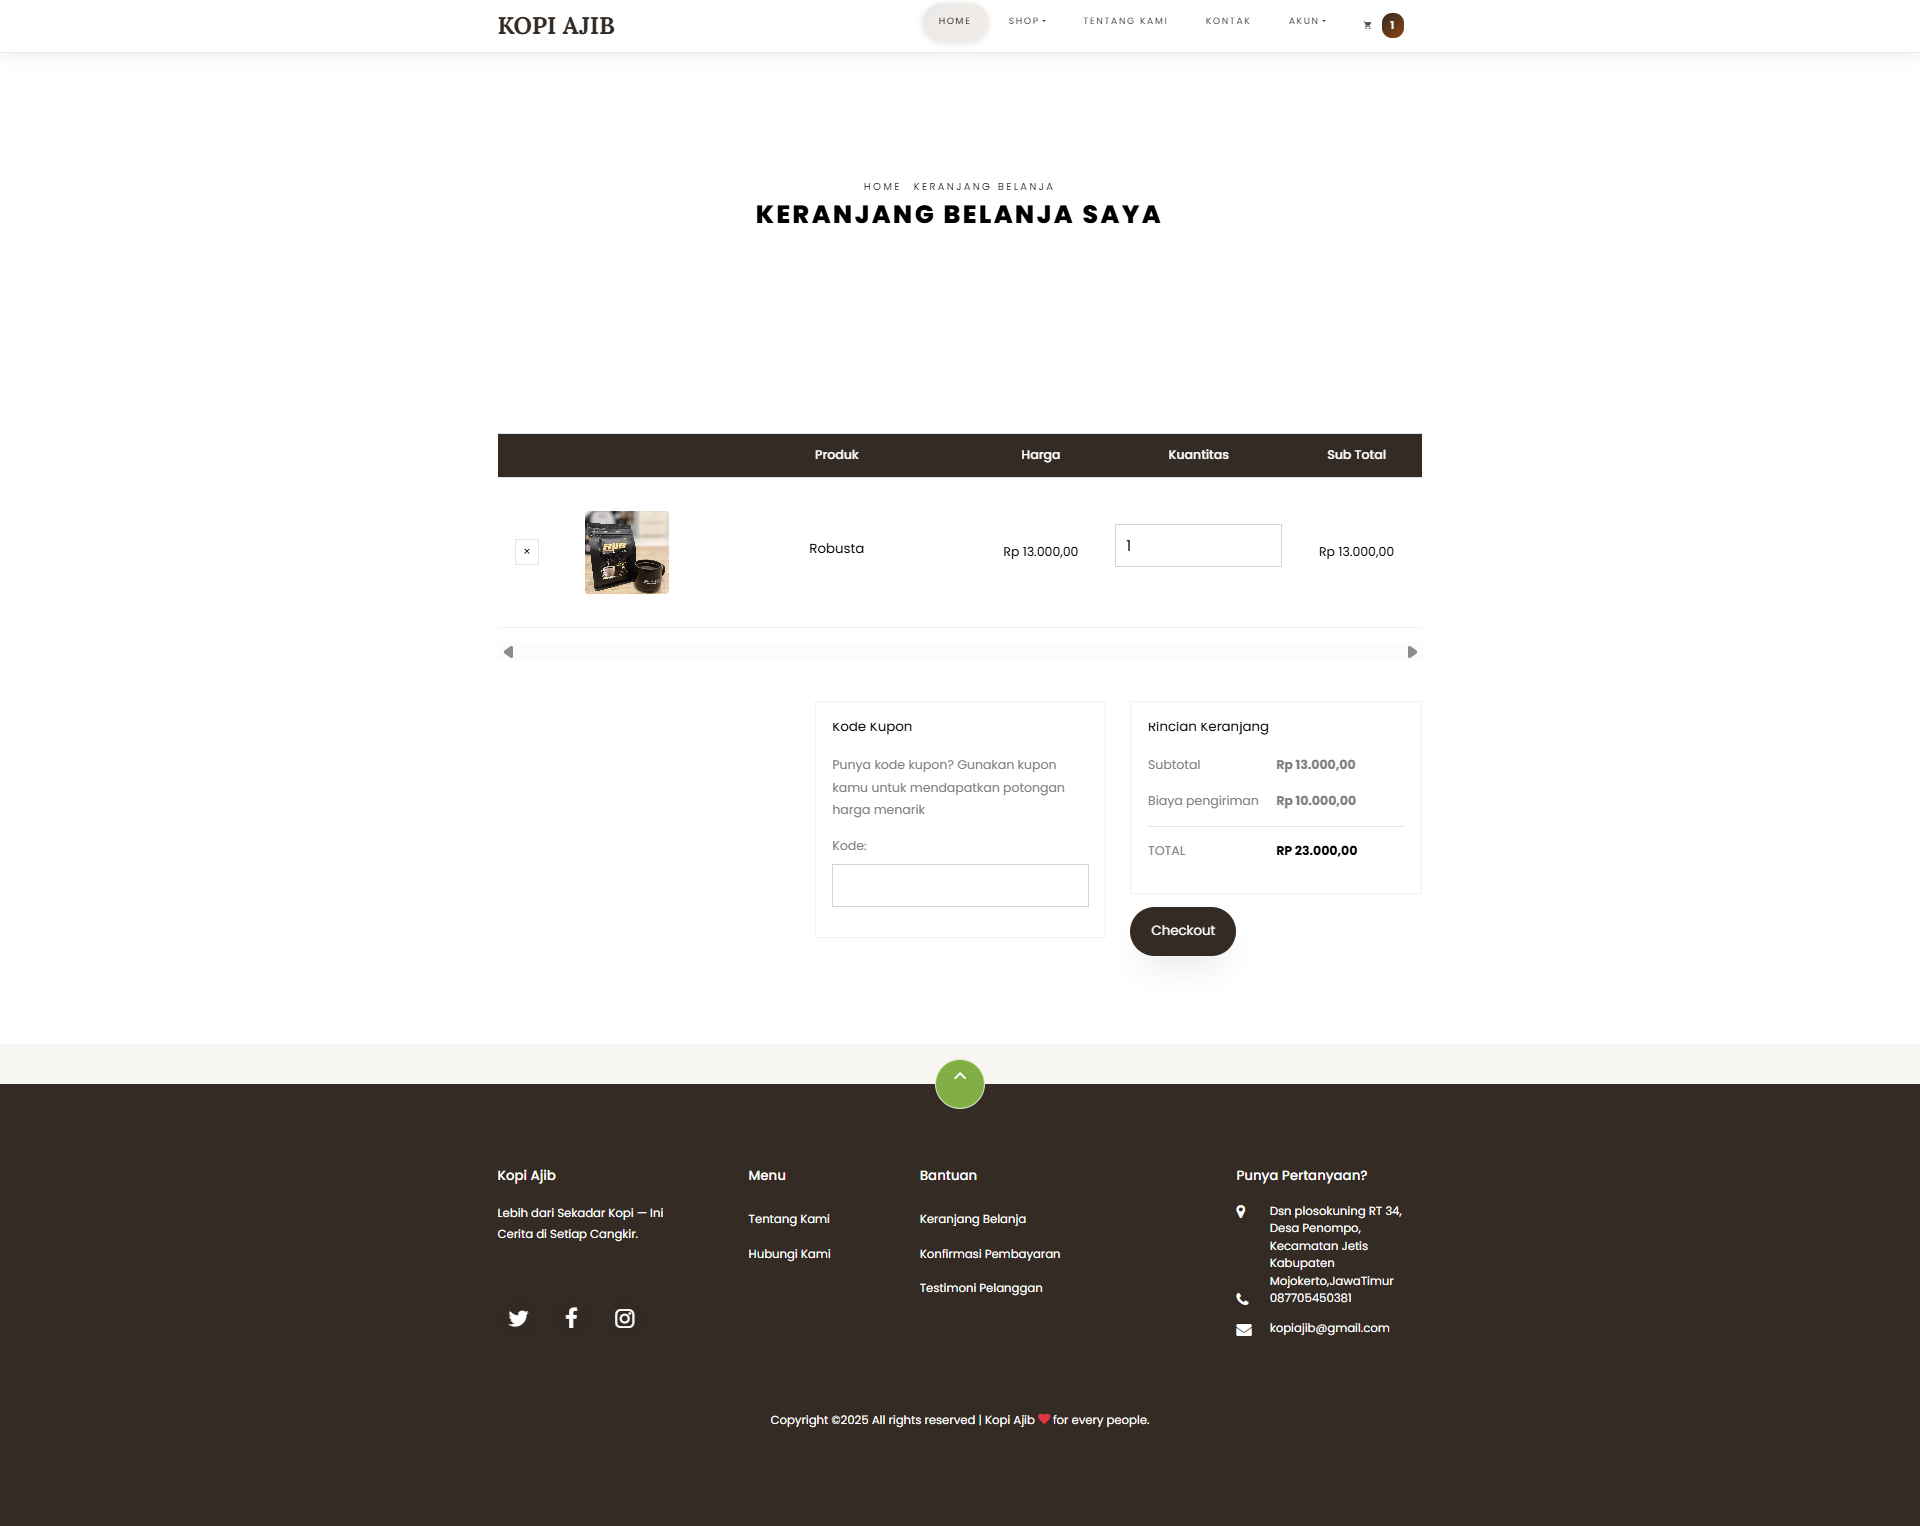 KOPI AJIB
HOME SHOP TENTANG KAMI KONTAK AKUN 1
HOME KERANJANG BELANJA
KERANJANG BELANJA SAYA
Produk Harga Kuantitas Sub Total
× Robusta Rp 13.000,00 1 Rp 13.000,00
Kode Kupon
Punya kode kupon? Gunakan kupon
kamu untuk mendapatkan potongan
harga menarik
Kode:
Rincian Keranjang
Subtotal Rp 13.000,00
Biaya pengiriman Rp 10.000,00
TOTAL RP 23.000,00
Checkout
Kopi Ajib
Lebih dari Sekadar Kopi — Ini
Cerita di Setiap Cangkir.
Menu
Tentang Kami
Hubungi Kami
Bantuan
Keranjang Belanja
Konfirmasi Pembayaran
Testimoni Pelanggan
Punya Pertanyaan?
Dsn plosokuning RT 34,
Desa Penompo,
Kecamatan Jetis
Kabupaten
Mojokerto,JawaTimur
087705450381
kopiajib@gmail.com
Copyright ©2025 All rights reserved | Kopi Ajib ❤ for every people.